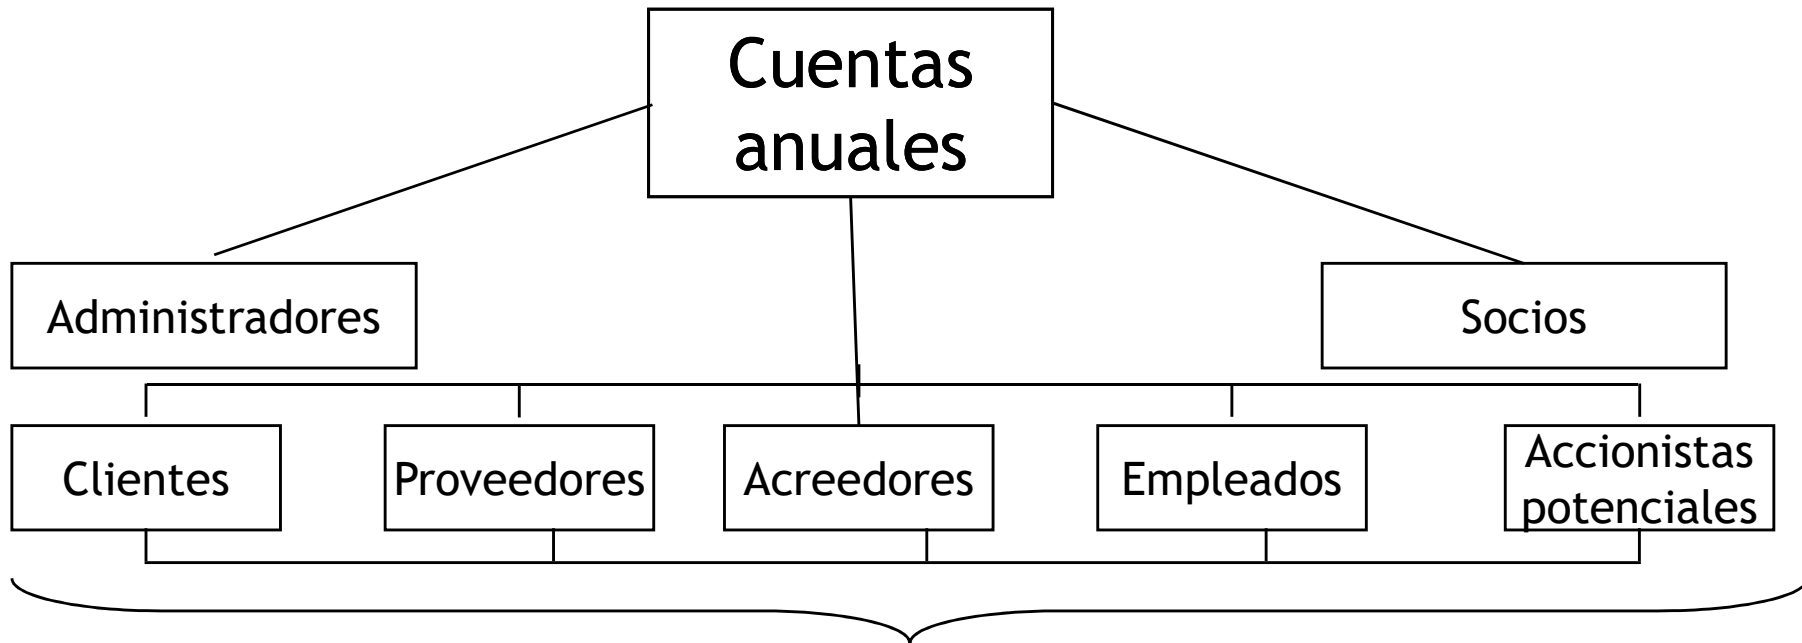 Cuentas
anuales
Administradores
Socios
Clientes
Proveedores
Acreedores
Empleados
Accionistas
potenciales